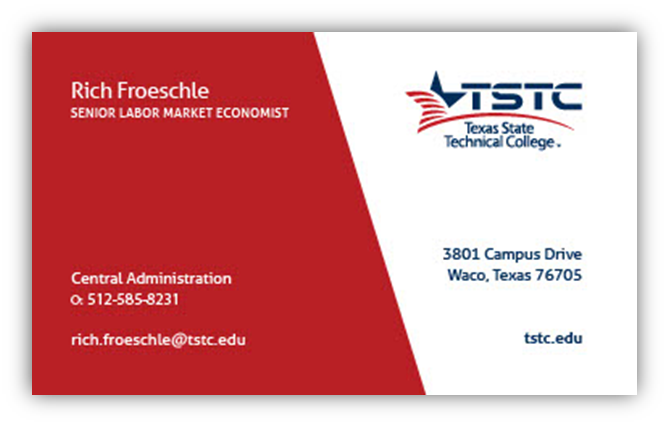 Rich Froeschle
SENIOR LABOR MARKET ECONOMIST
TSTC
Texas State
Technical College™
Central Administration
O: 512-585-8231
rich.froeschle@tstc.edu
3801 Campus Drive
Waco, Texas 76705
tstc.edu